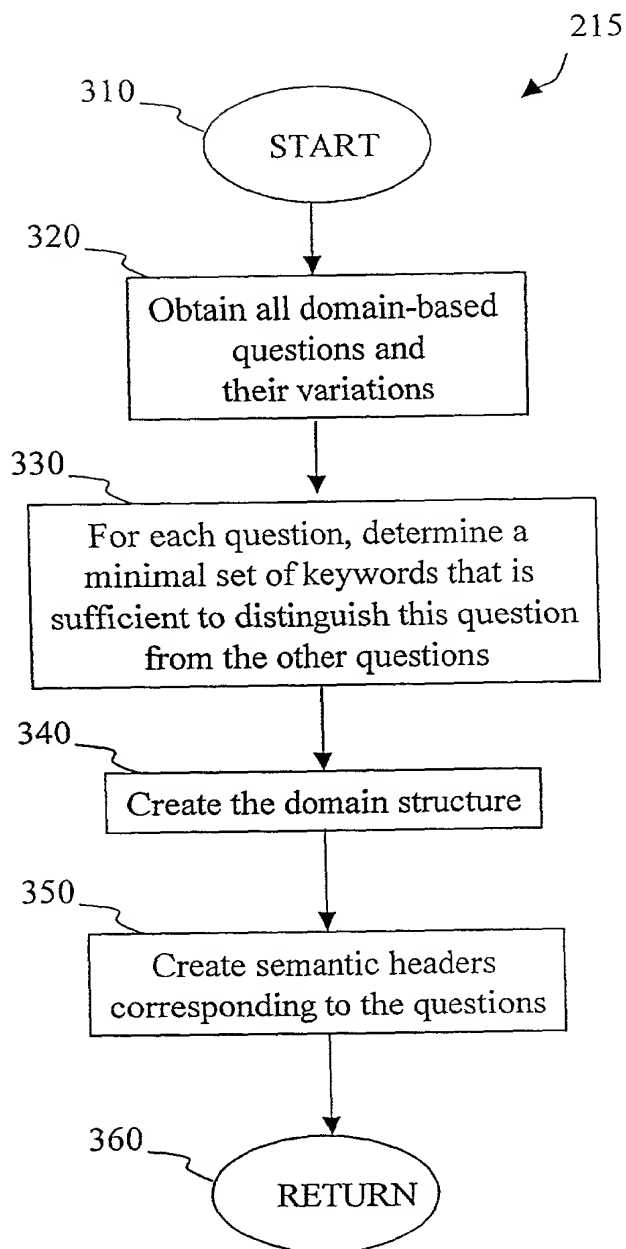 215
310
START
320
Obtain all domain-based
questions and
their variations
330
For each question, determine a
minimal set of keywords that is
sufficient to distinguish this question
from the other questions
340
Create the domain structure
350
Create semantic headers
corresponding to the questions
360
RETURN